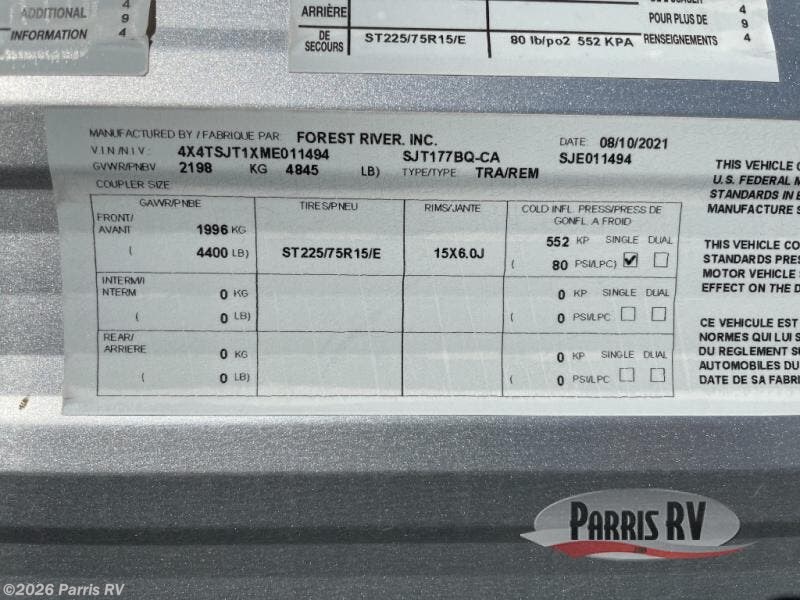 ADDITIONAL
INFORMATION
4
9
4
ARRIÈRE
DE
SECOURS
ST225/75R15/E
80 lb/po2 552 KPA
POUR PLUS DE
RENSEIGNEMENTS
4
9
4
MANUFACTURED BY / FABRIQUE PAR: FOREST RIVER. INC. DATE: 08/10/2021
V.I.N/N.I.V.: 4X4TSJT1XME011494 SJT177BQ-CA SJE011494
GVWR/PNBV 2198 KG 4845 LB) TYPE/TYPE TRA/REM
COUPLER SIZE
GAWR/PNBE TIRES/PNEU RIMS/JANTE COLD INFL. PRESS/PRESS DE
GONFL. A FROID
FRONT/
AVANT 1996 KG 552 KP SINGLE DUAL
( 4400 LB) ST225/75R15/E 15X6.0J ( 80 PSI/LPC)
INTERM/I
NTERM 0 KG 0 KP SINGLE DUAL
( 0 LB) ( 0 PSI/LPC
REAR/
ARRIERE 0 KG 0 KP SINGLE DUAL
( 0 LB) ( 0 PSI/LPC
THIS VEHICLE
U.S. FEDERAL
STANDARDS IN
MANUFACTURE
THIS VEHICLE
STANDARDS
MOTOR VEHICLE
EFFECT ON THE
CE VEHICULE EST
NORMES QUI LUI
DU REGLEMENT
AUTOMOBILES DU
DATE DE SA
PARRIS RV
©2026 Parris RV